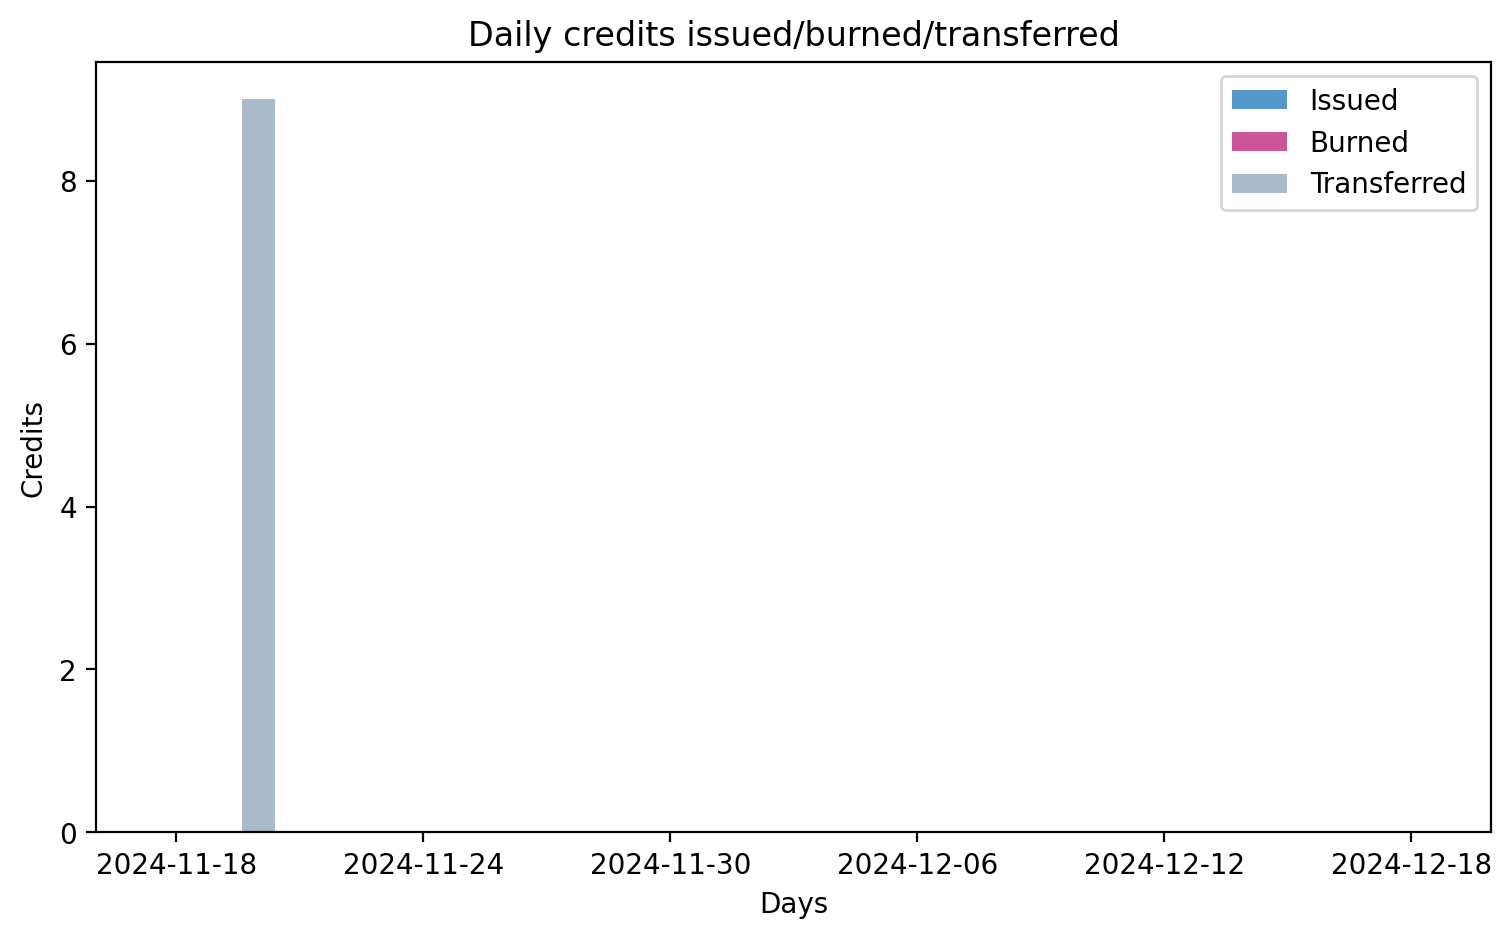 Daily credits issued/burned/transferred
Issued
Burned
Transferred
Credits
8
6
4
2
0
2024-11-18 2024-11-24 2024-11-30 2024-12-06 2024-12-12 2024-12-18
Days